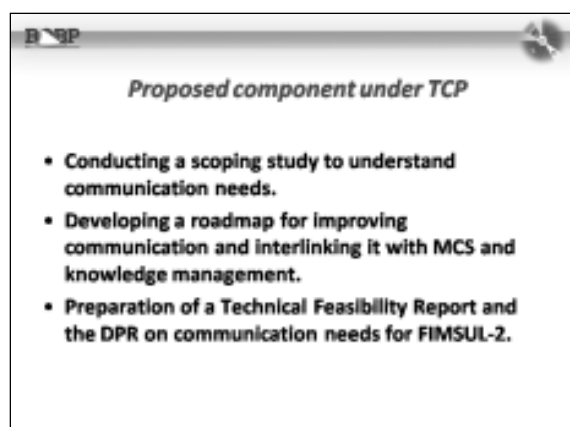 Proposed component under TCP
• Conducting a scoping study to understand
communication needs.
• Developing a roadmap for improving
communication and interlinking it with MCS and
knowledge management.
• Preparation of a Technical Feasibility Report and
the DPR on communication needs for FIMSUL-2.